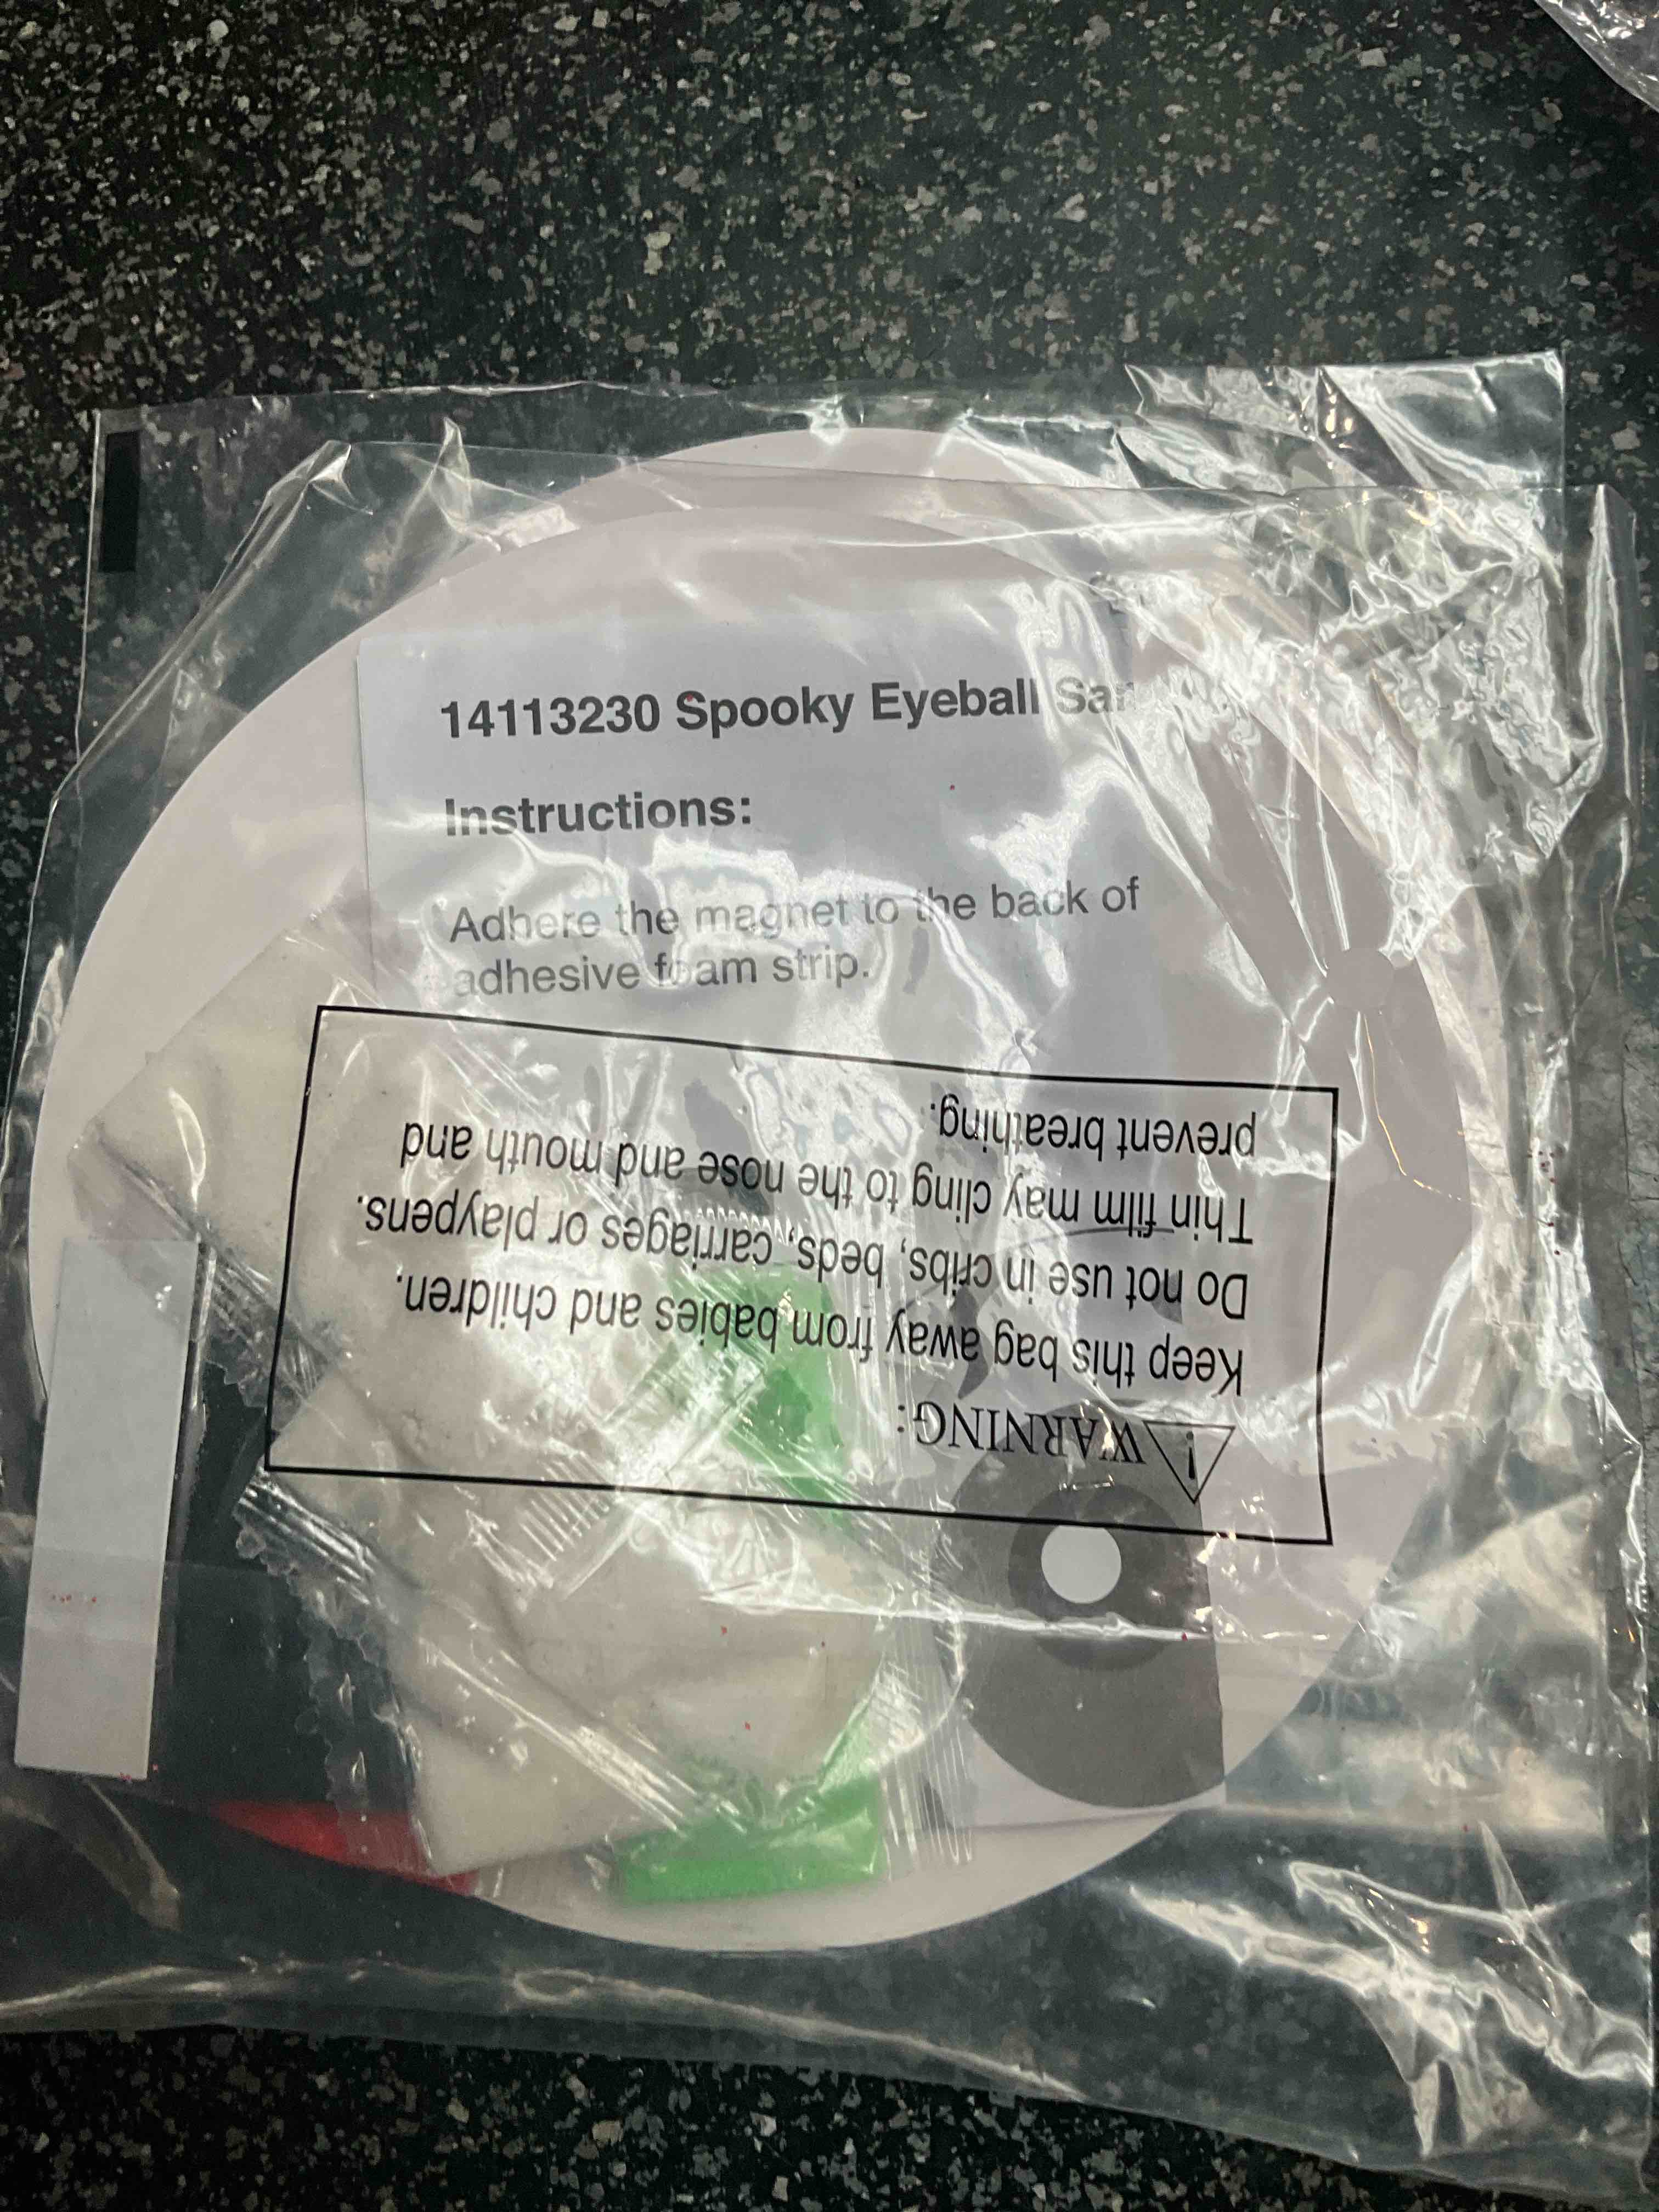 14113230 Spooky Eyeball
Instructions:
Adhere the magnet to the back of
adhesive foam strip.
WARNING:
Keep this bag away from babies and children.
Do not use in cribs, beds, carriages or playpens.
Thin film may cling to the nose and mouth and
prevent breathing.